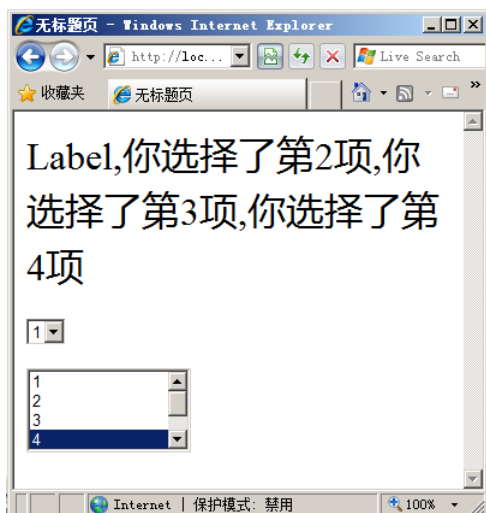 无标题页 - Windows Internet Explorer
http://loc... Live Search
收藏夹 无标题页 »
Label,你选择了第2项,你
选择了第3项,你选择了第
4项
1
1
2
3
4
Internet | 保护模式: 禁用 100%